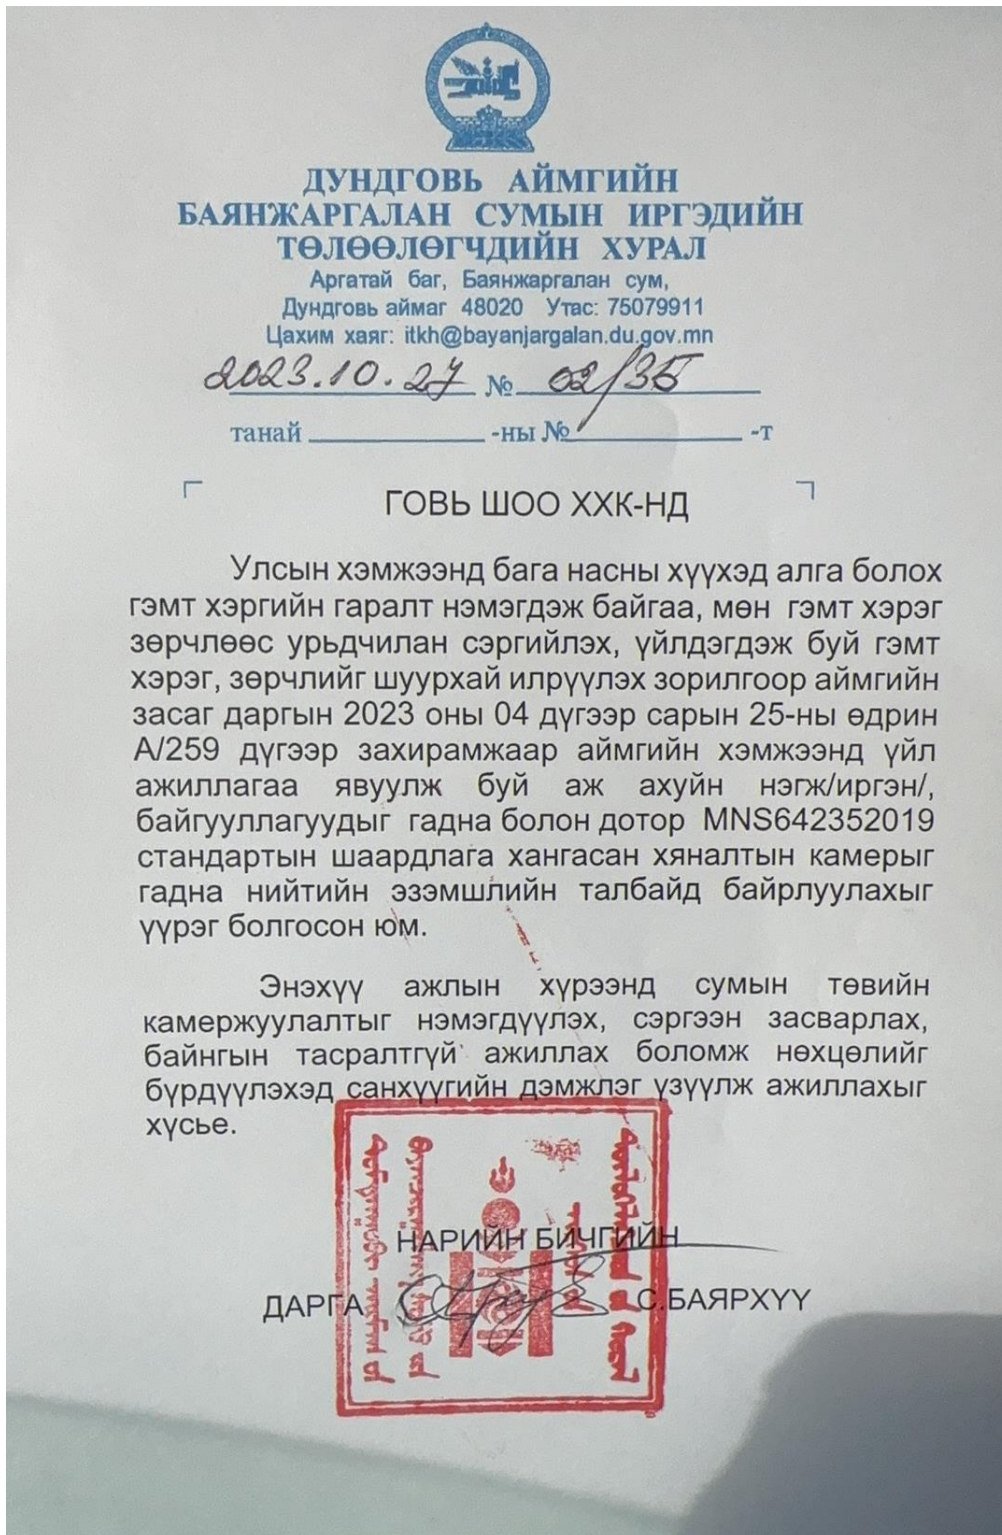 ДУНДГОВЬ АЙМГИЙН
БАЯНЖАРГАЛАН СУМЫН ИРГЭДИЙН
ТӨЛӨӨЛӨГЧДИЙН ХУРАЛ
Аргатай баг, Баянжаргалан сум,
Дундговь аймаг 48020 Утас: 75079911
Цахим хаяг: itkh@bayanjargalan.du.gov.mn
2023.10.27 № 02/35
танай -ны № -т
ГОВЬ ШОО ХХК-НД
Улсын хэмжээнд бага насны хүүхэд алга болох
гэмт хэргийн гаралт нэмэгдэж байгаа, мөн гэмт хэрэг
зөрчлөөс урьдчилан сэргийлэх, үйлдэгдэж буй гэмт
хэрэг, зөрчлийг шуурхай илрүүлэх зорилгоор аймгийн
засаг даргын 2023 оны 04 дүгээр сарын 25-ны өдрин
А/259 дүгээр захирамжаар аймгийн хэмжээнд үйл
ажиллагаа явуулж буй аж ахуйн нэгж/иргэн/,
байгууллагуудыг гадна болон дотор MNS642352019
стандартын шаардлага хангасан хяналтын камерыг
гадна нийтийн эзэмшлийн талбайд байрлуулахыг
үүрэг болгосон юм.
Энэхүү ажлын хүрээнд сумын төвийн
камержуулалтыг нэмэгдүүлэх, сэргээн засварлах,
байнгын тасралтгүй ажиллах боломж нөхцөлийг
бүрдүүлэхэд санхүүгийн дэмжлэг үзүүлж ажиллахыг
хүсье.
НАРИЙН БИЧГИЙН
ДАРГА С.БАЯРХҮҮ